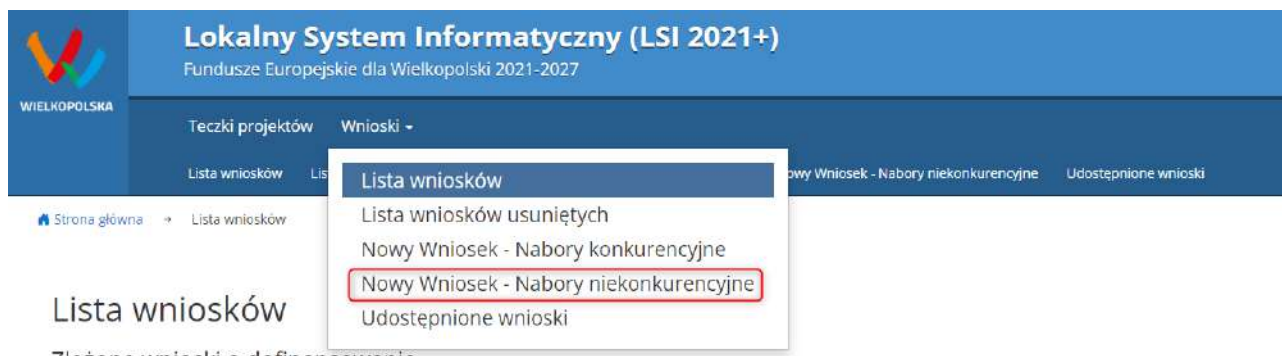 Lokalny System Informatyczny (LSI 2021+)
Fundusze Europejskie dla Wielkopolski 2021-2027
WIELKOPOLSKA
Teczki projektów Wnioski
Lista wniosków Lis owy Wniosek - Nabory niekonkurencyjne Udostępnione wnioski
Lista wniosków
Lista wniosków usuniętych
Nowy Wniosek - Nabory konkurencyjne
Nowy Wniosek - Nabory niekonkurencyjne
Udostępnione wnioski
Strona główna → Lista wniosków
Lista wniosków